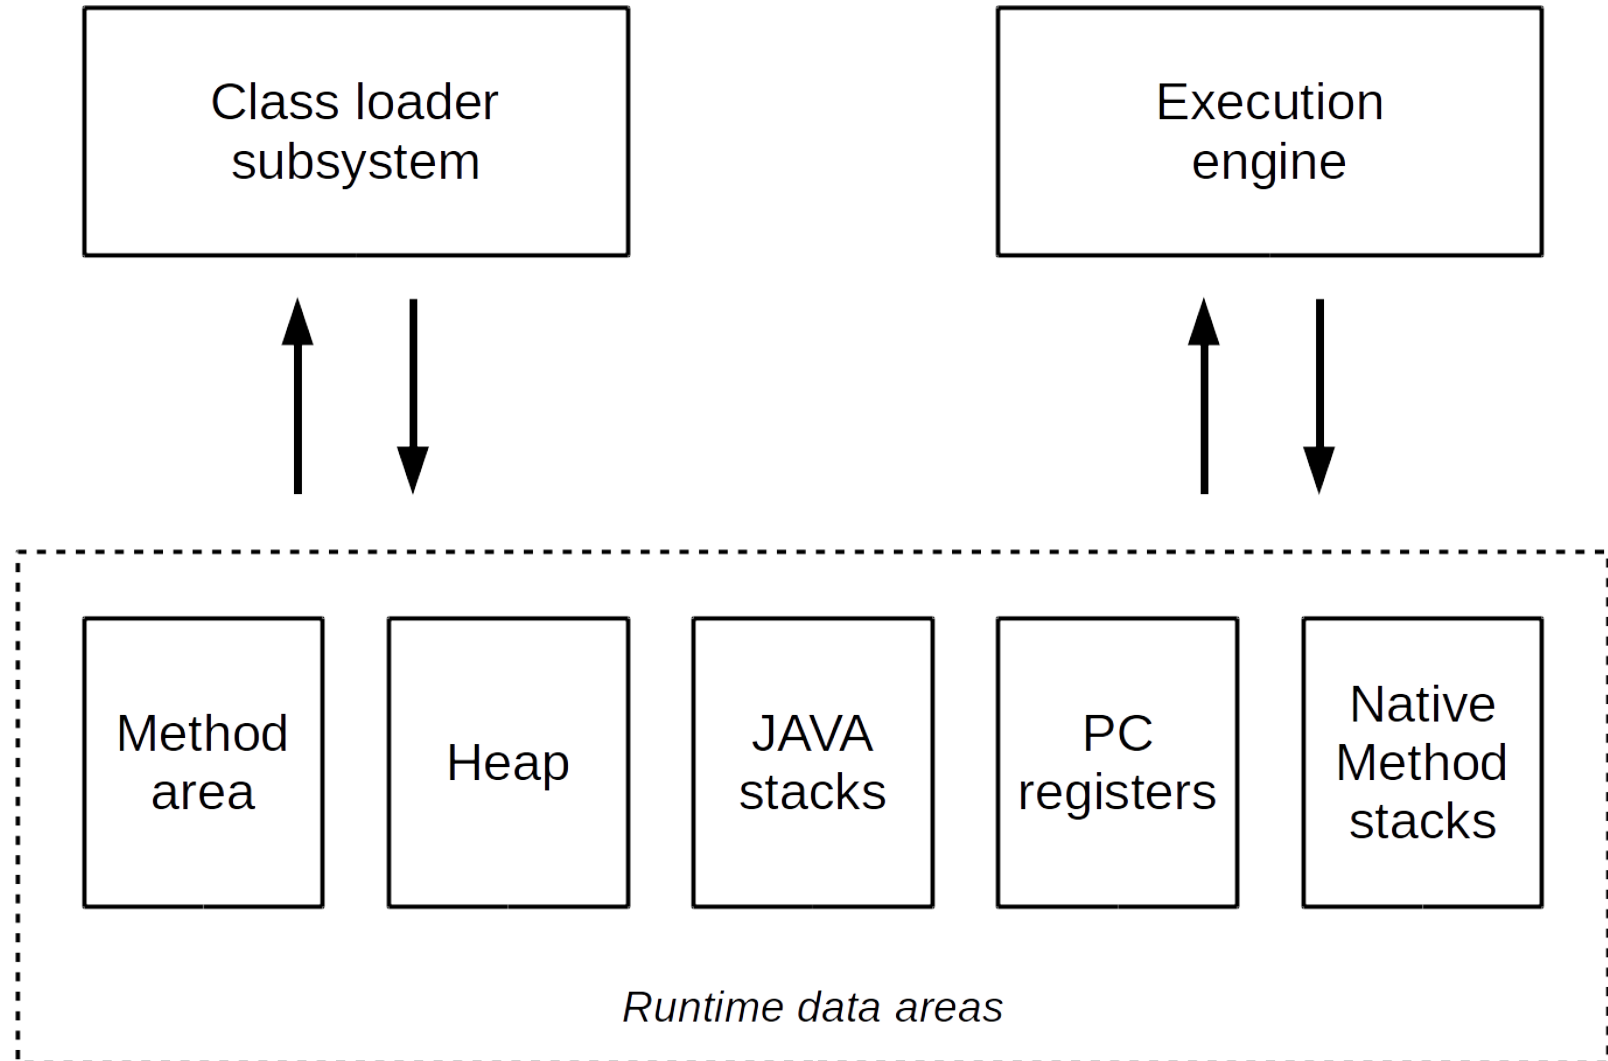 Class loader
subsystem
Execution
engine
Method
area
Heap
JAVA
stacks
PC
registers
Native
Method
stacks
Runtime data areas